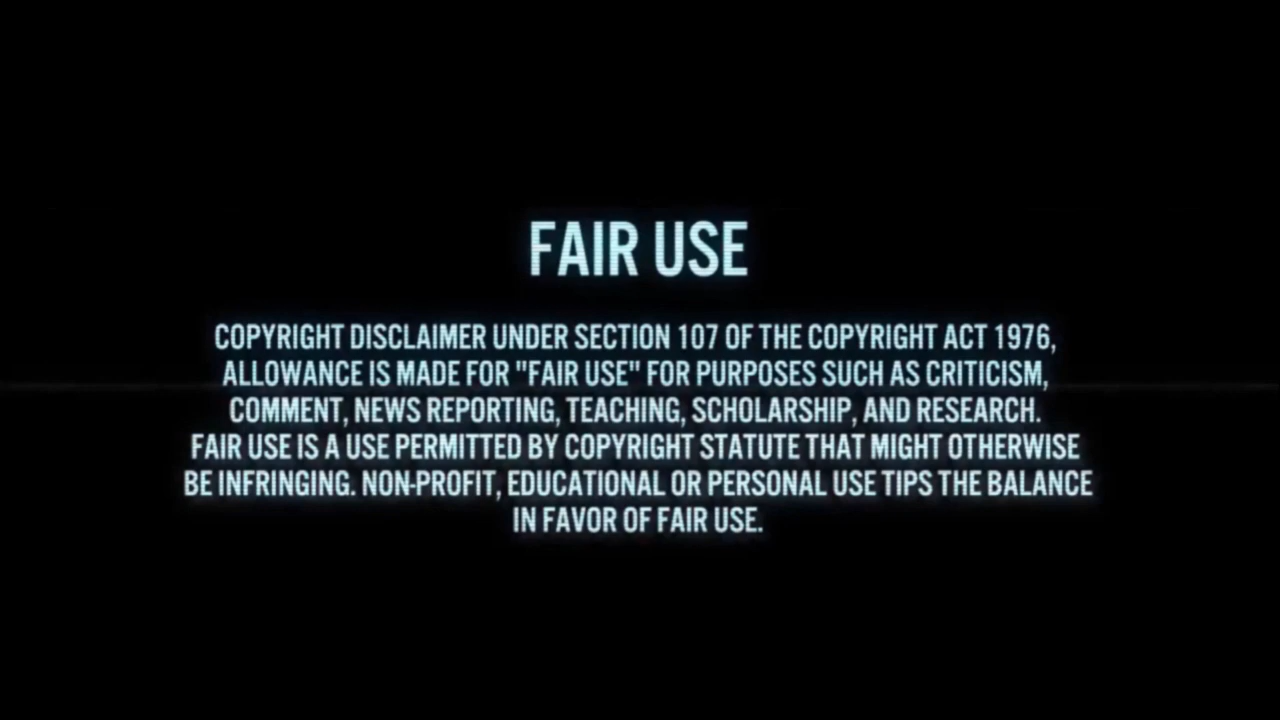 FAIR USE
COPYRIGHT DISCLAIMER UNDER SECTION 107 OF THE COPYRIGHT ACT 1976,
ALLOWANCE IS MADE FOR "FAIR USE" FOR PURPOSES SUCH AS CRITICISM,
COMMENT, NEWS REPORTING, TEACHING, SCHOLARSHIP, AND RESEARCH.
FAIR USE IS A USE PERMITTED BY COPYRIGHT STATUTE THAT MIGHT OTHERWISE
BE INFRINGING. NON-PROFIT, EDUCATIONAL OR PERSONAL USE TIPS THE BALANCE
IN FAVOR OF FAIR USE.